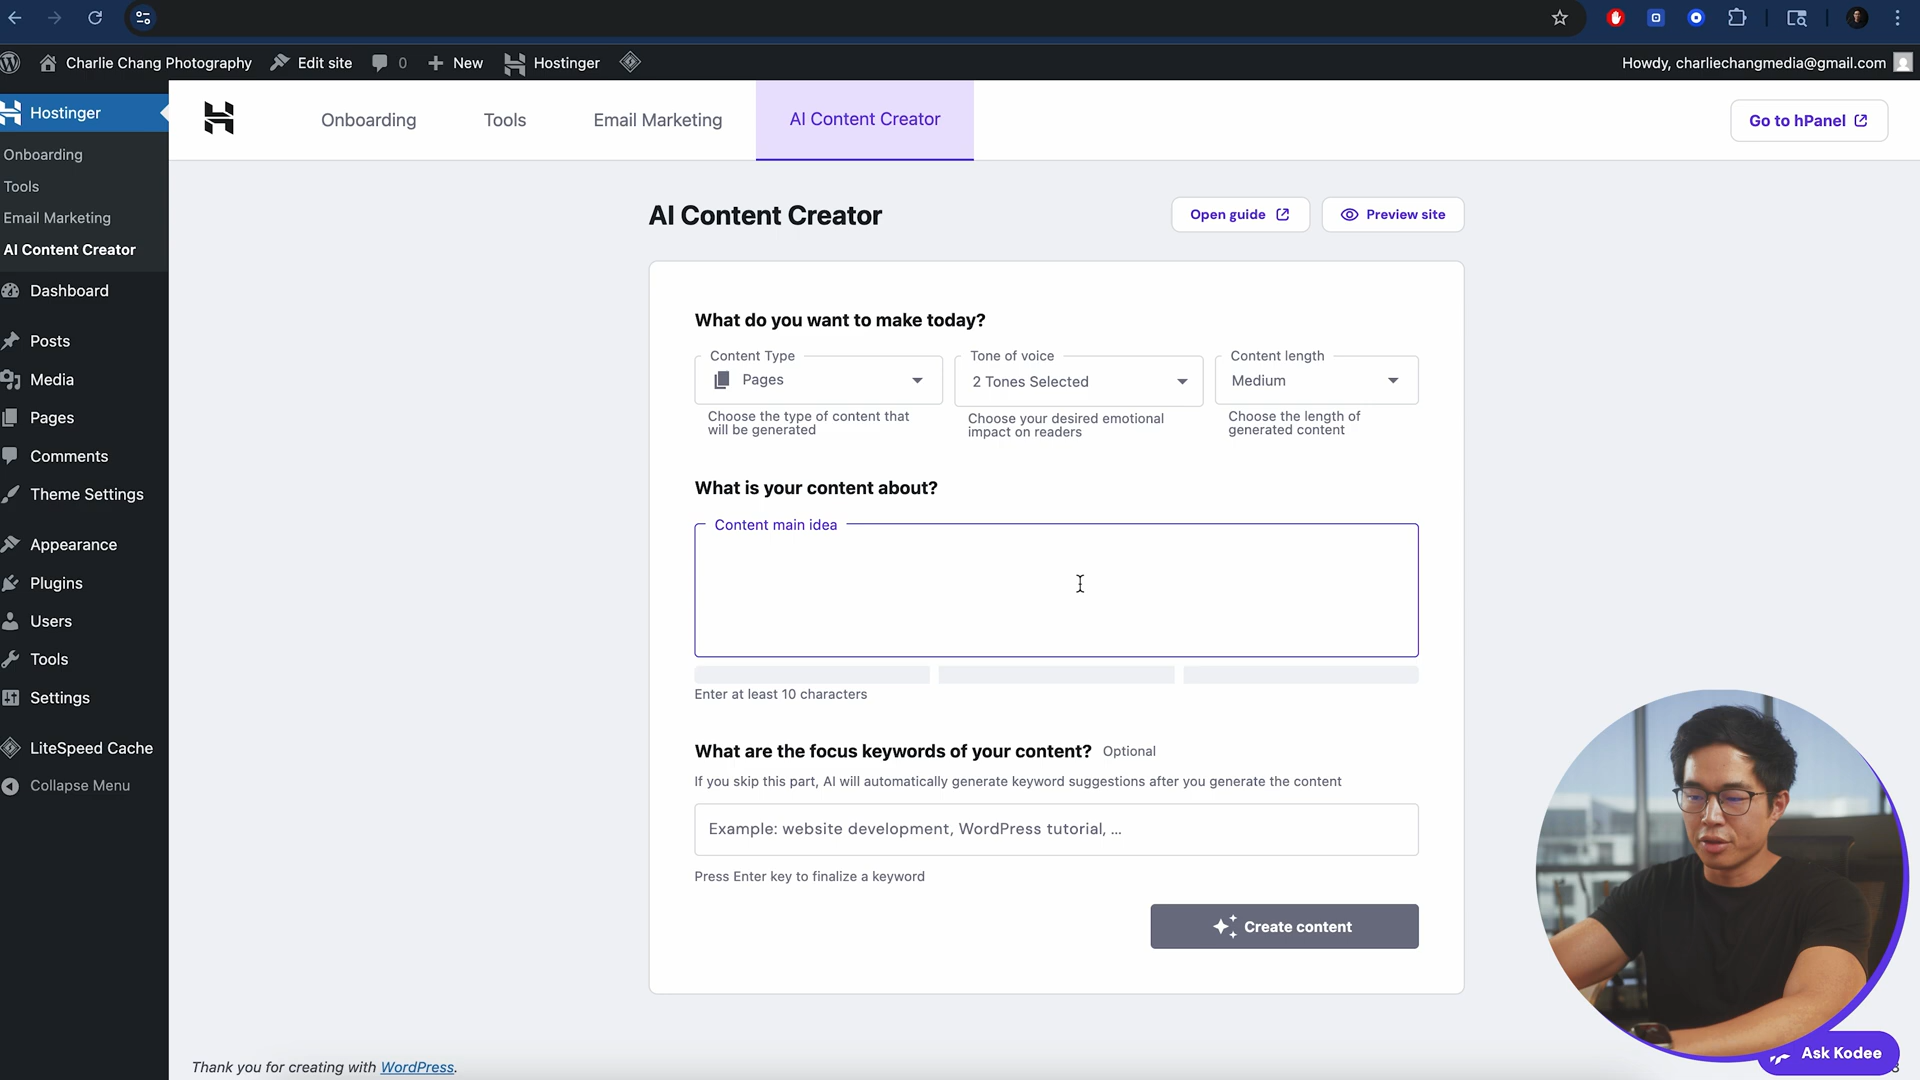 Charlie Chang Photography
Edit site
0
New
Hostinger
Howdy, charliechangmedia@gmail.com
Hostinger
Onboarding
Tools
Email Marketing
AI Content Creator
Dashboard
Posts
Media
Pages
Comments
Theme Settings
Appearance
Plugins
Users
Tools
Settings
LiteSpeed Cache
Collapse Menu
Onboarding
Tools
Email Marketing
AI Content Creator
Go to hPanel
AI Content Creator
Open guide
Preview site
What do you want to make today?
Content Type
Pages
Choose the type of content that
will be generated
Tone of voice
2 Tones Selected
Choose your desired emotional
impact on readers
Content length
Medium
Choose the length of
generated content
What is your content about?
Content main idea
Enter at least 10 characters
What are the focus keywords of your content? Optional
If you skip this part, AI will automatically generate keyword suggestions after you generate the content
Example: website development, WordPress tutorial, ...
Press Enter key to finalize a keyword
Create content
Thank you for creating with WordPress.
Ask Kodee